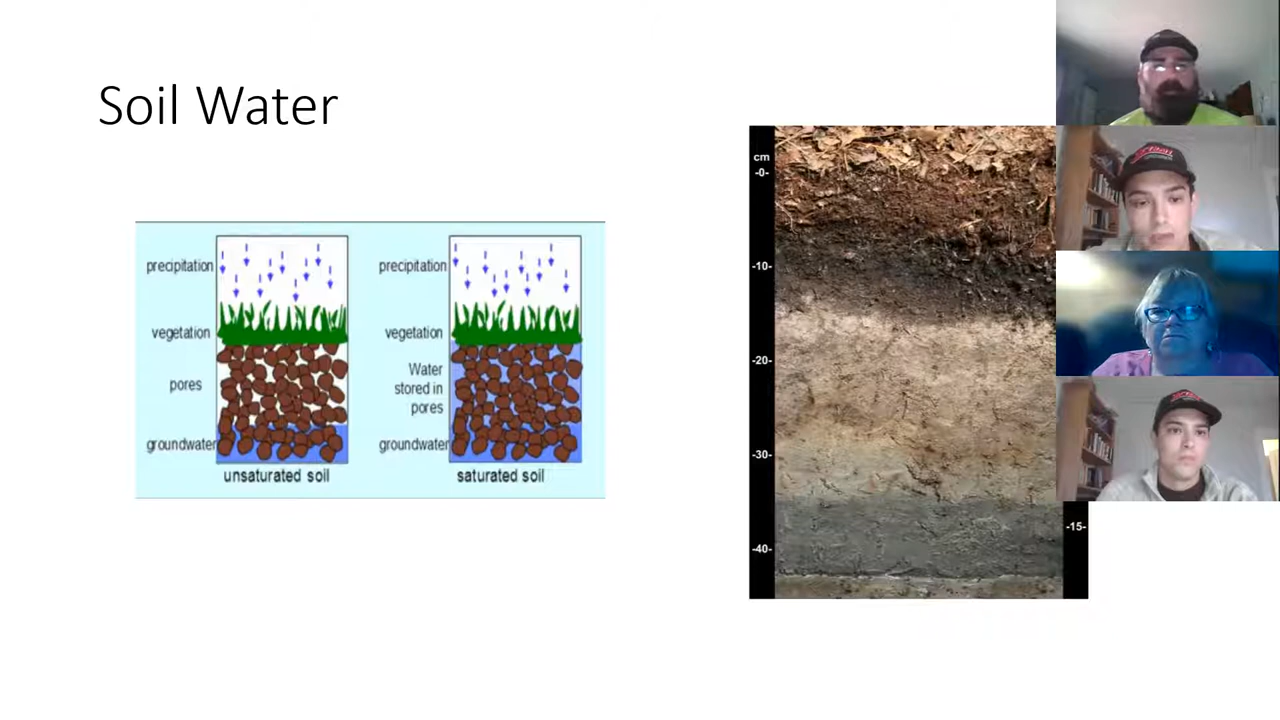 Soil Water
precipitation
vegetation
pores
groundwater
unsaturated soil
precipitation
vegetation
Water
stored in
pores
groundwater
saturated soil
cm
-0-
-10-
-20-
-30-
-40-
-15-